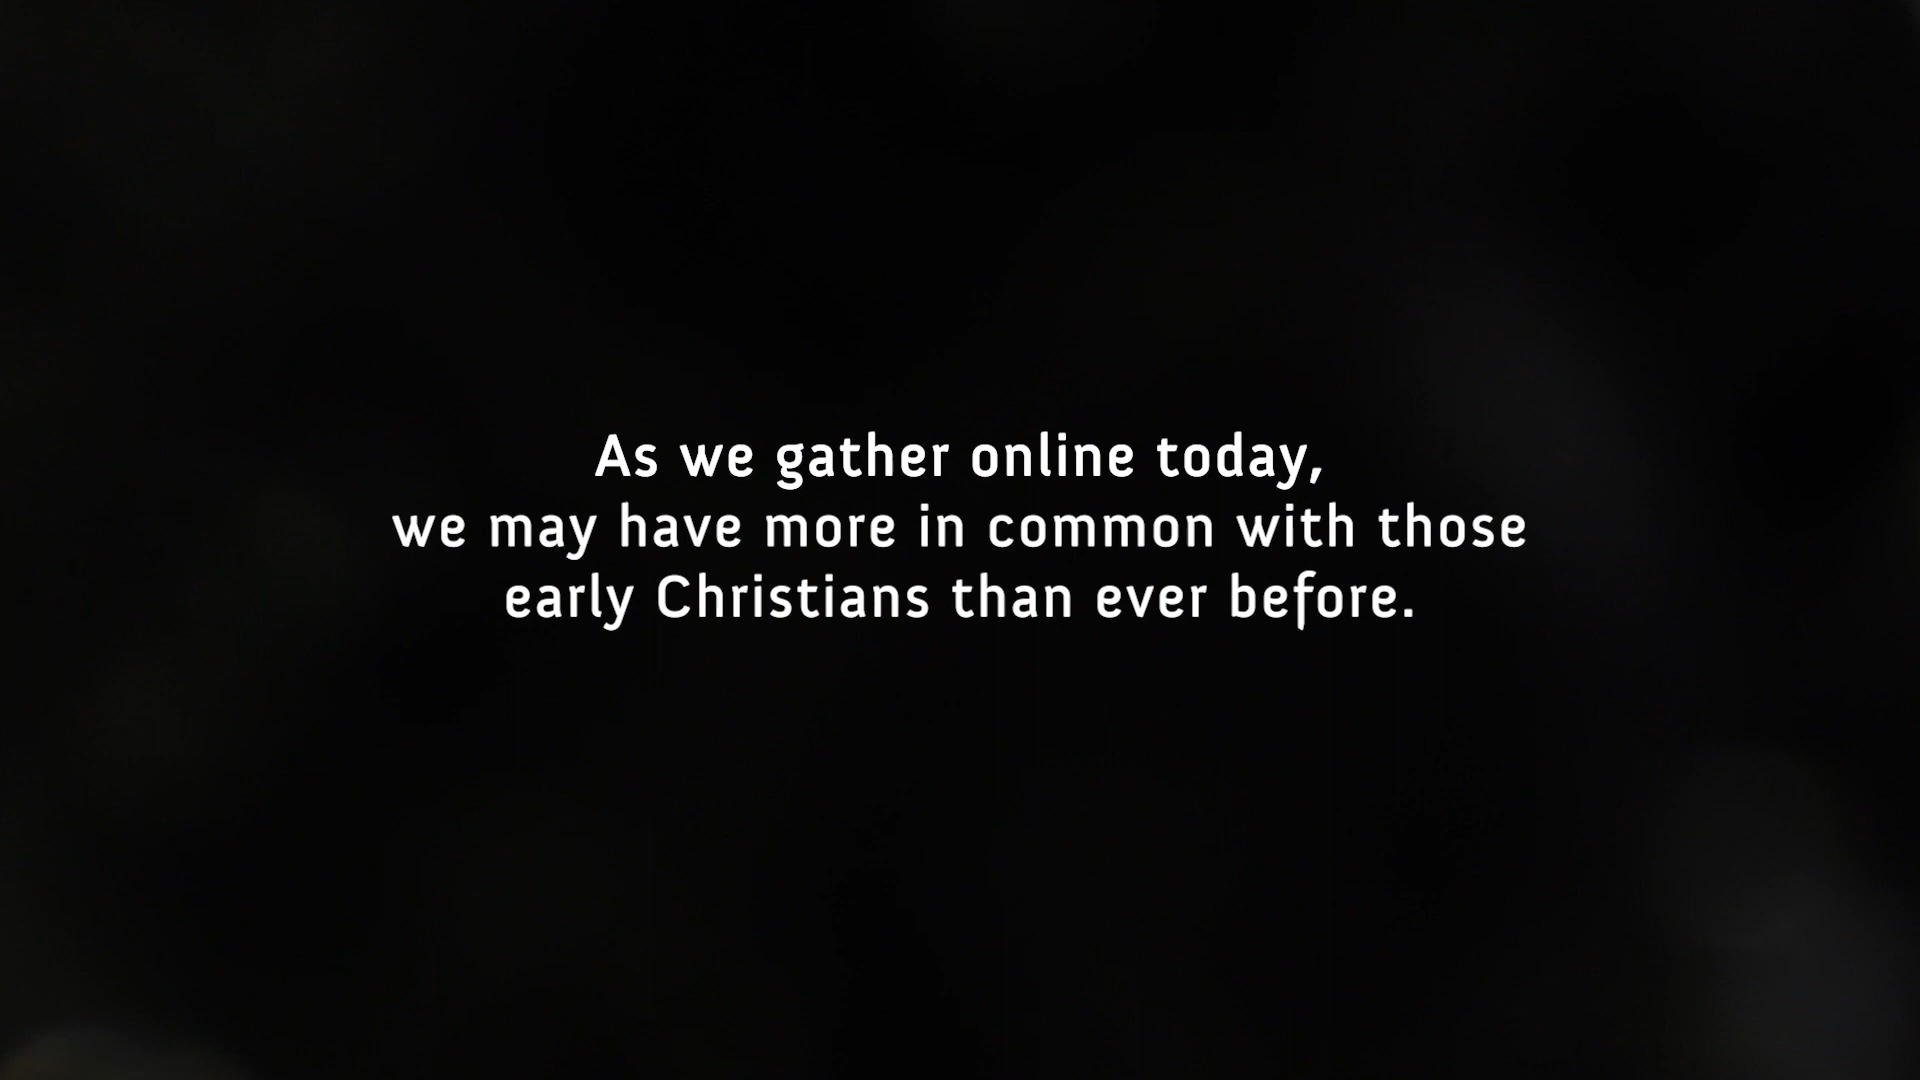 As we gather online today,
we may have more in common with those
early Christians than ever before.